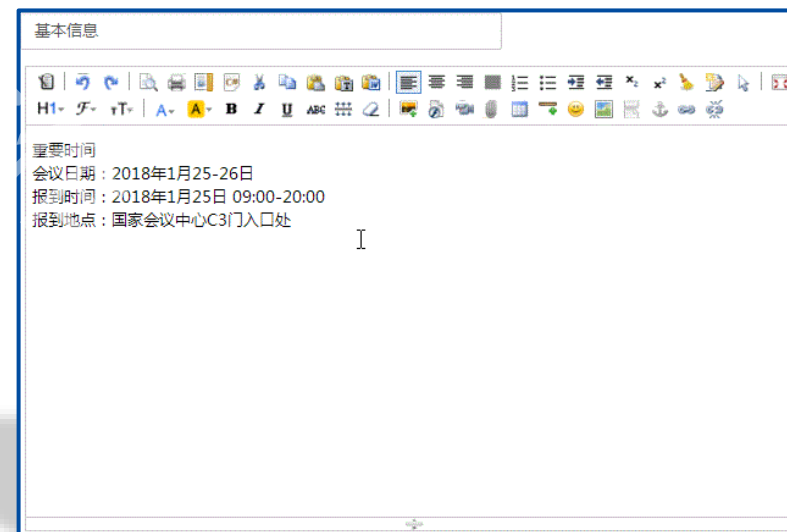 基本信息
H1 F тT A A B I U ABC
重要时间
会议日期：2018年1月25-26日
报到时间：2018年1月25日 09:00-20:00
报到地点：国家会议中心C3门入口处